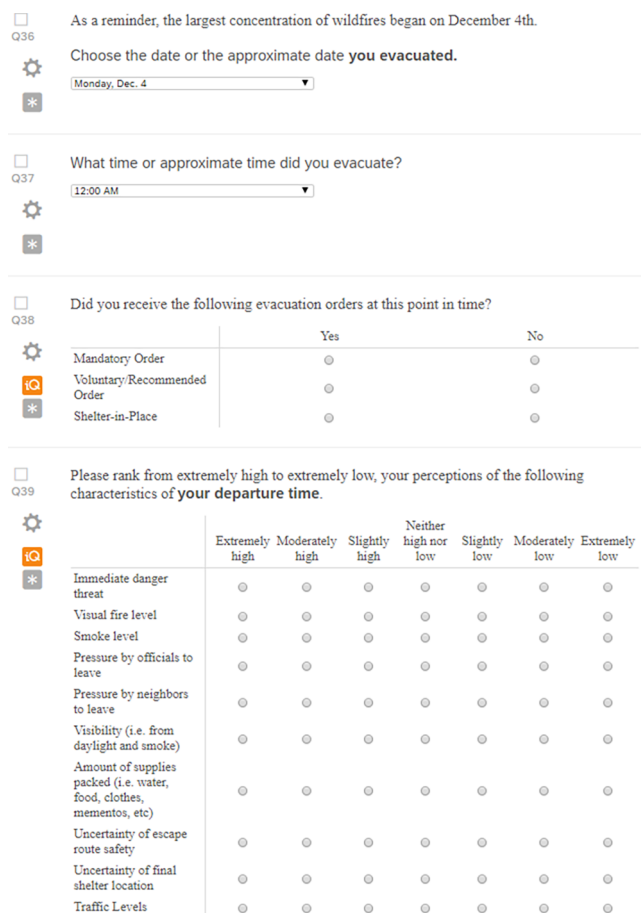 As a reminder, the largest concentration of wildfires began on December 4th.
Q36
Choose the date or the approximate date you evacuated.
Monday, Dec. 4
*
What time or approximate time did you evacuate?
Q37
12:00 AM
*
Did you receive the following evacuation orders at this point in time?
Q38
Yes No
Mandatory Order
iQ
Voluntary/Recommended
Order
*
Shelter-in-Place
Please rank from extremely high to extremely low, your perceptions of the following
Q39
characteristics of your departure time.
Neither
Extremely Moderately Slightly high nor Slightly Moderately Extremely
high high high low low low low
iQ
*
Immediate danger
threat
Visual fire level
Smoke level
Pressure by officials to
leave
Pressure by neighbors
to leave
Visibility (i.e. from
daylight and smoke)
Amount of supplies
packed (i.e. water,
food, clothes,
mementos, etc)
Uncertainty of escape
route safety
Uncertainty of final
shelter location
Traffic Levels